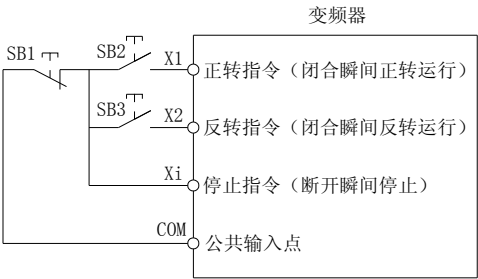 变频器
SB1
SB2
X1
正转指令（闭合瞬间正转运行）
SB3
X2
反转指令（闭合瞬间反转运行）
Xi
停止指令（断开瞬间停止）
COM
公共输入点